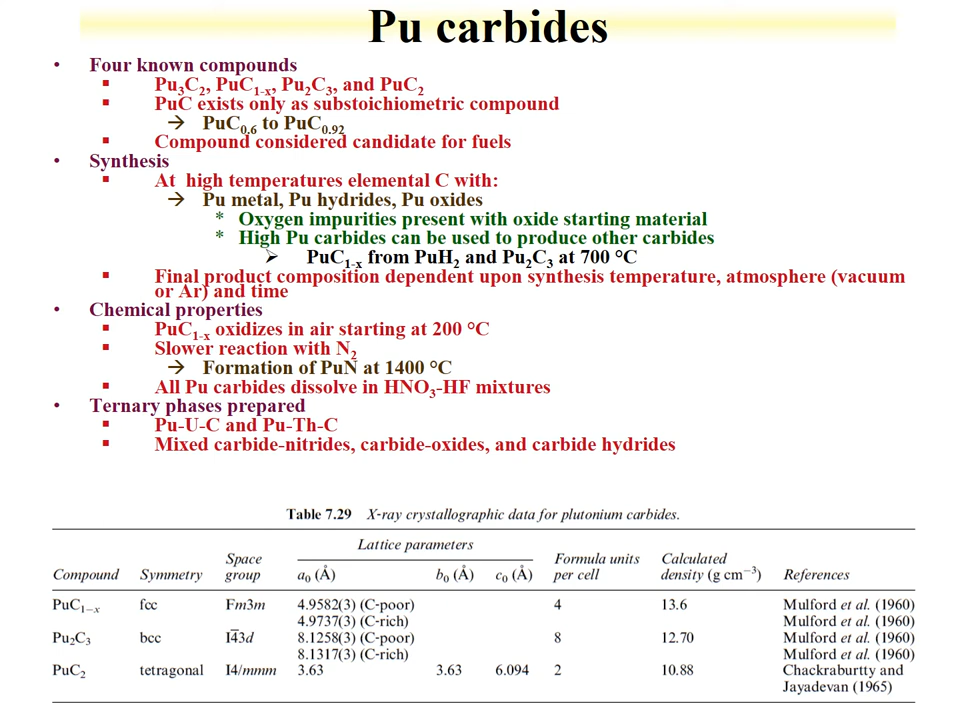 Pu carbides
• Four known compounds
▪ Pu₃C₂, PuC₁₋ₓ, Pu₂C₃, and PuC₂
▪ PuC exists only as substoichiometric compound
→ PuC₀.₆ to PuC₀.₉₂
▪ Compound considered candidate for fuels
• Synthesis
▪ At high temperatures elemental C with:
→ Pu metal, Pu hydrides, Pu oxides
* Oxygen impurities present with oxide starting material
* High Pu carbides can be used to produce other carbides
➢ PuC₁₋ₓ from PuH₂ and Pu₂C₃ at 700 °C
▪ Final product composition dependent upon synthesis temperature, atmosphere (vacuum
or Ar) and time
• Chemical properties
▪ PuC₁₋ₓ oxidizes in air starting at 200 °C
▪ Slower reaction with N₂
→ Formation of PuN at 1400 °C
▪ All Pu carbides dissolve in HNO₃-HF mixtures
• Ternary phases prepared
▪ Pu-U-C and Pu-Th-C
▪ Mixed carbide-nitrides, carbide-oxides, and carbide hydrides
Table 7.29 X-ray crystallographic data for plutonium carbides.
Lattice parameters
Space Formula units Calculated
Compound Symmetry group a₀ (Å) b₀ (Å) c₀ (Å) per cell density (g cm⁻³) References
PuC₁₋ₓ fcc Fm3m 4.9582(3) (C-poor) 4 13.6 Mulford et al. (1960)
4.9737(3) (C-rich) Mulford et al. (1960)
Pu₂C₃ bcc I4̅3d 8.1258(3) (C-poor) 8 12.70 Mulford et al. (1960)
8.1317(3) (C-rich) Mulford et al. (1960)
PuC₂ tetragonal I4/mmm 3.63 3.63 6.094 2 10.88 Chackraburtty and
Jayadevan (1965)